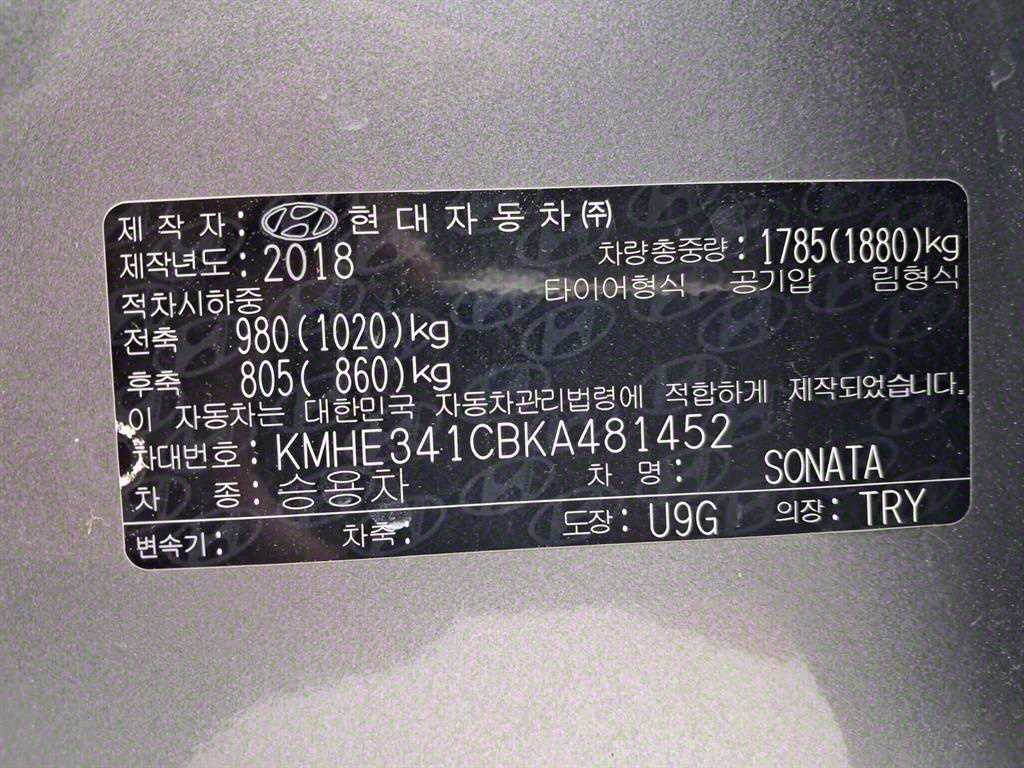 제 작 자 : 현 대 자 동 차 ㈜
제작년도 : 2018 차량총중량 : 1785(1880)kg
적차시하중 타이어형식 공기압 림형식
전축 980(1020)kg
후축 805( 860)kg
이 자동차는 대한민국 자동차관리법령에 적합하게 제작되었습니다.
차대번호 : KMHE341CBKA481452
차 종 : 승용차 차 명 : SONATA
변속기 : 차축 : 도장 : U9G 의장 : TRY